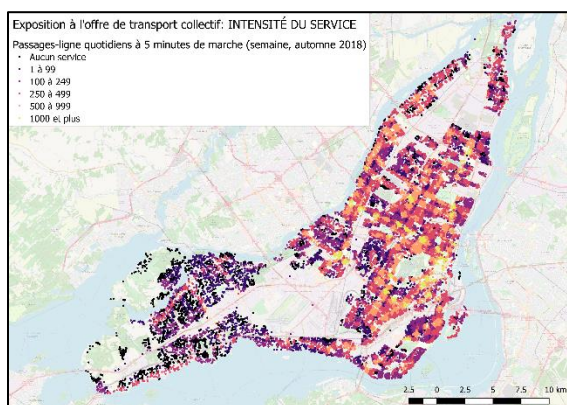 Exposition à l'offre de transport collectif: INTENSITÉ DU SERVICE
Passages-ligne quotidiens à 5 minutes de marche (semaine, automne 2018)
Aucun service
1 à 99
100 à 249
250 à 499
500 à 999
1000 et plus
2.5 0 2.5 5 7.5 10 km